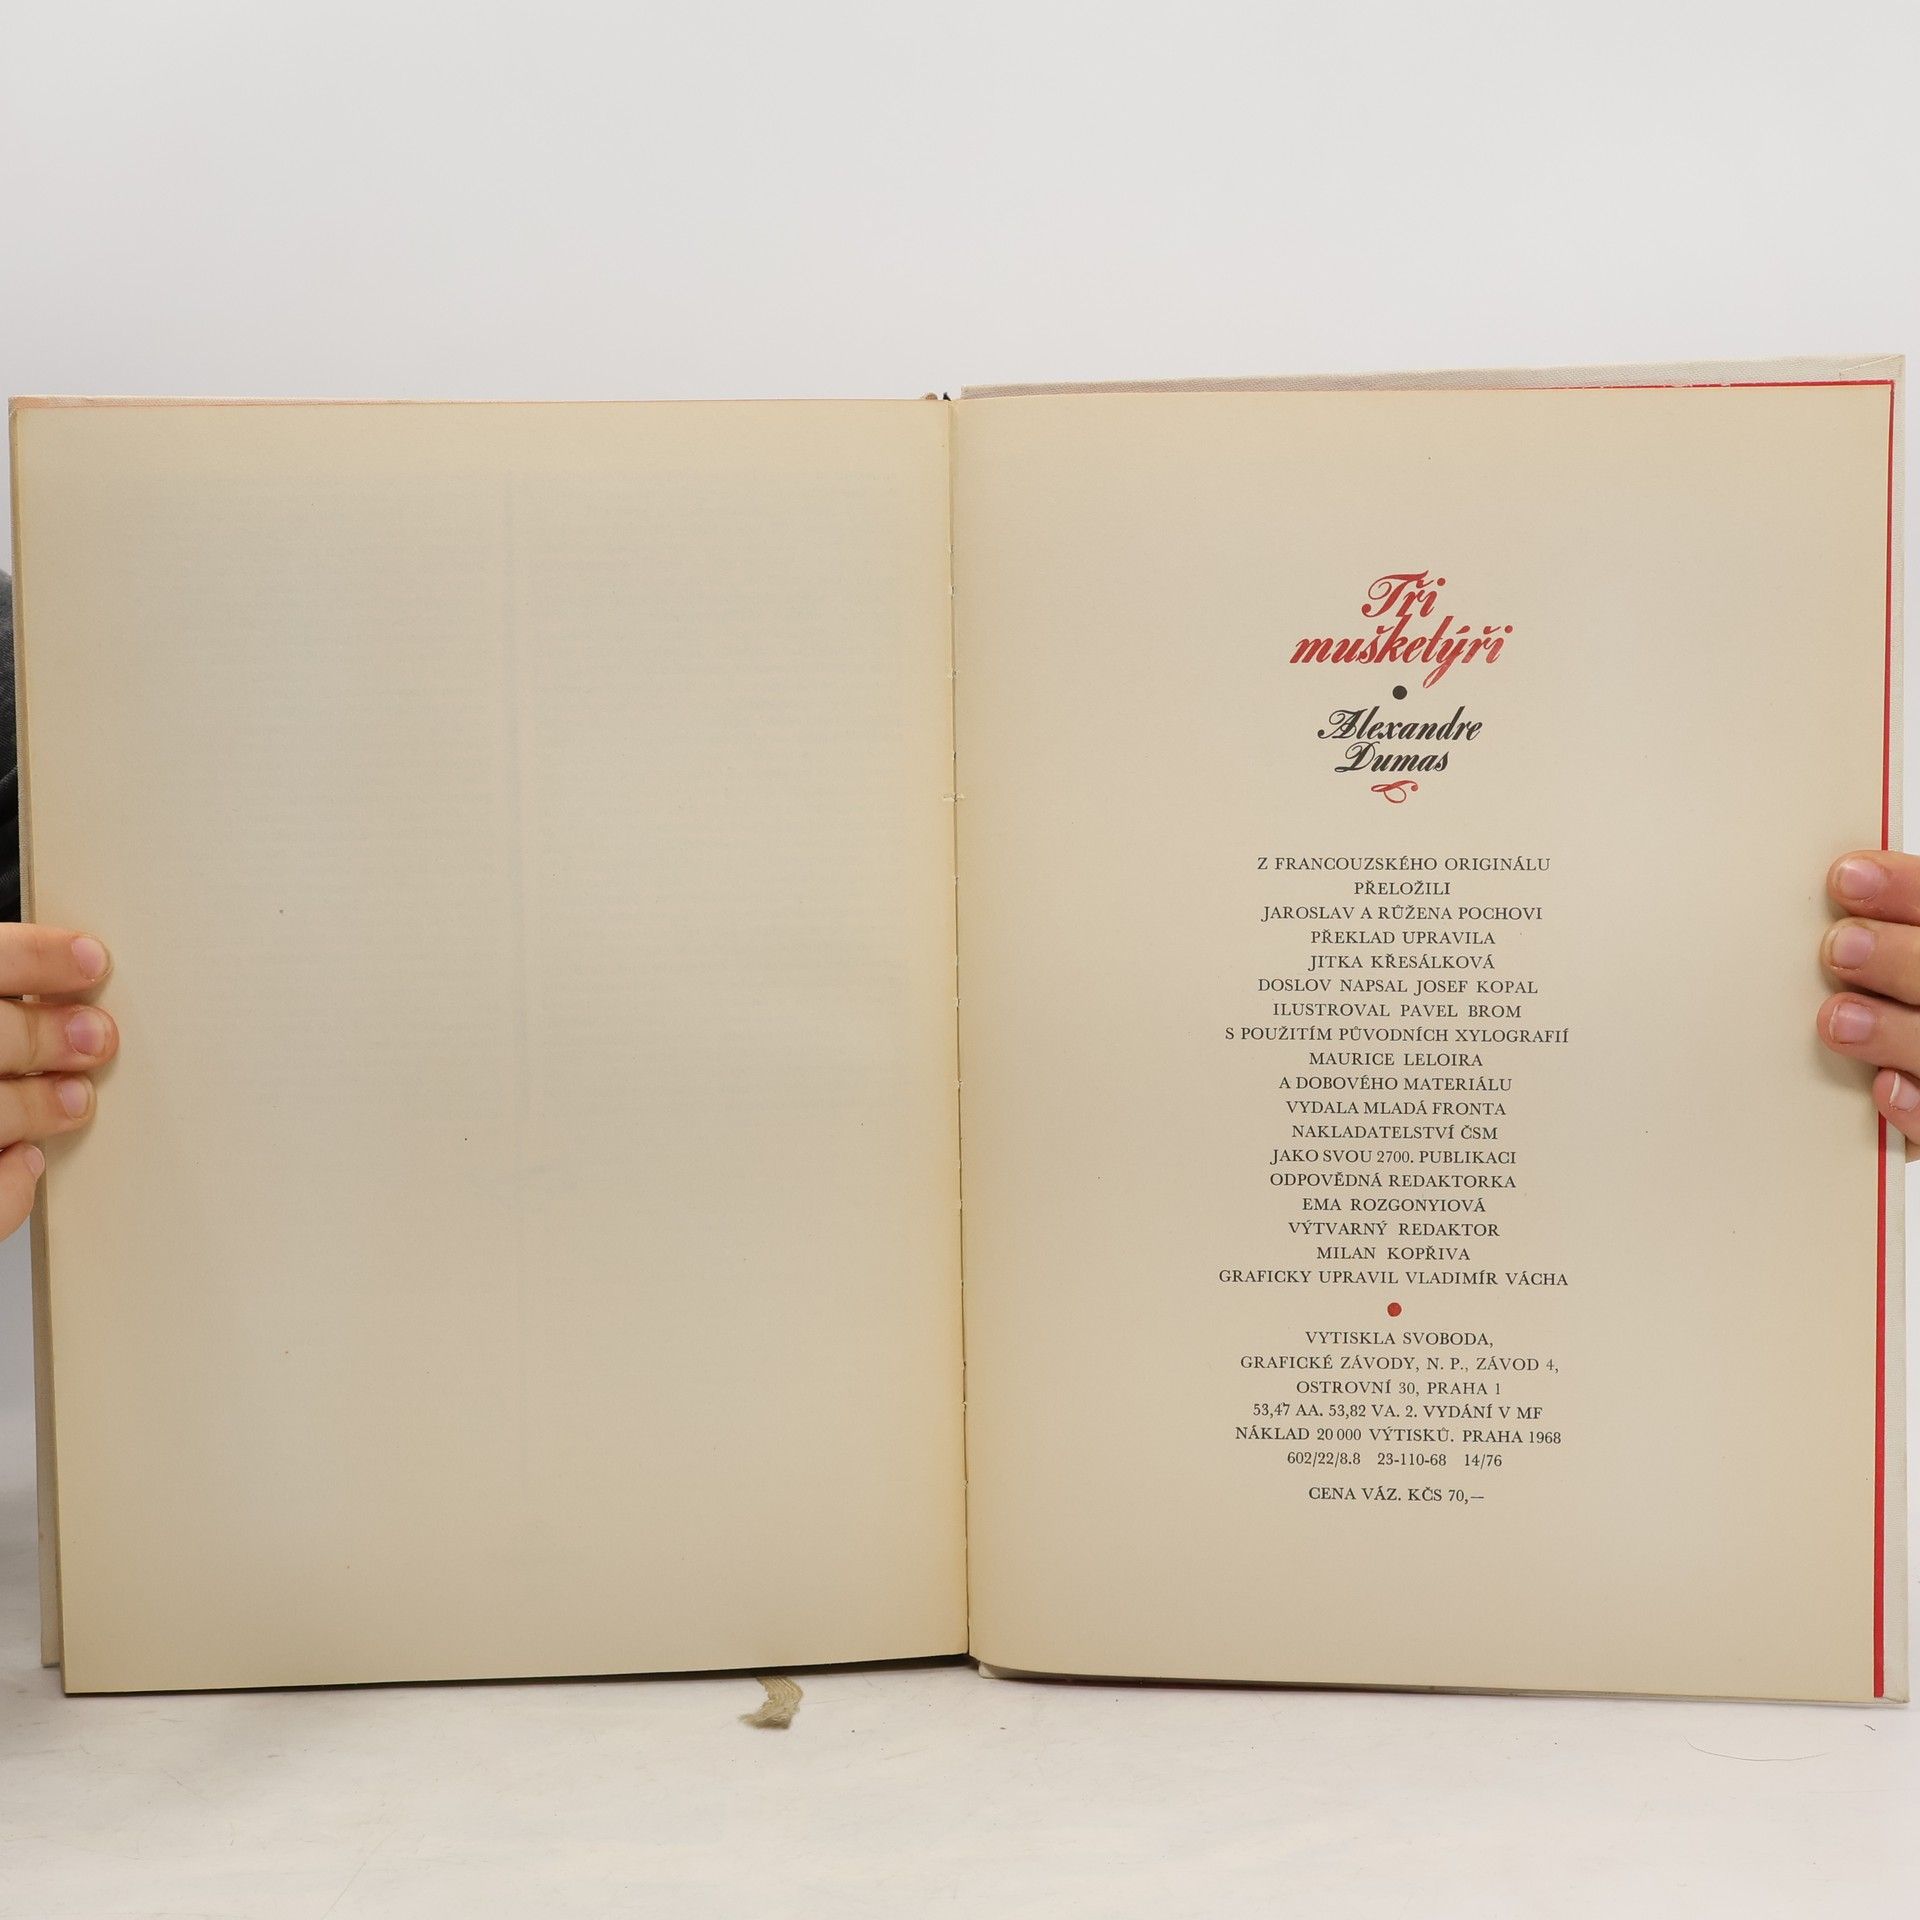 Tři
mušketýři
Alexandre
Dumas
Z FRANCOUZSKÉHO ORIGINÁLU
PŘELOŽILI
JAROSLAV A RŮŽENA POCHOVI
PŘEKLAD UPRAVILA
JITKA KŘESÁLKOVÁ
DOSLOV NAPSAL JOSEF KOPAL
ILUSTROVAL PAVEL BROM
S POUŽITÍM PŮVODNÍCH XYLOGRAFIÍ
MAURICE LELOIRA
A DOBOVÉHO MATERIÁLU
VYDALA MLADÁ FRONTA
NAKLADATELSTVÍ ČSM
JAKO SVOU 2700. PUBLIKACI
ODPOVĚDNÁ REDAKTORKA
EMA ROZGONYIOVÁ
VÝTVARNÝ REDAKTOR
MILAN KOPŘIVA
GRAFICKY UPRAVIL VLADIMÍR VÁCHA
VYTISKLA SVOBODA,
GRAFICKÉ ZÁVODY, N. P., ZÁVOD 4,
OSTROVNÍ 30, PRAHA 1
53,47 AA. 53,82 VA. 2. VYDÁNÍ V MF
NÁKLAD 20 000 VÝTISKŮ. PRAHA 1968
602/22/8.8 23-110-68 14/76
CENA VÁZ. KČS 70,—